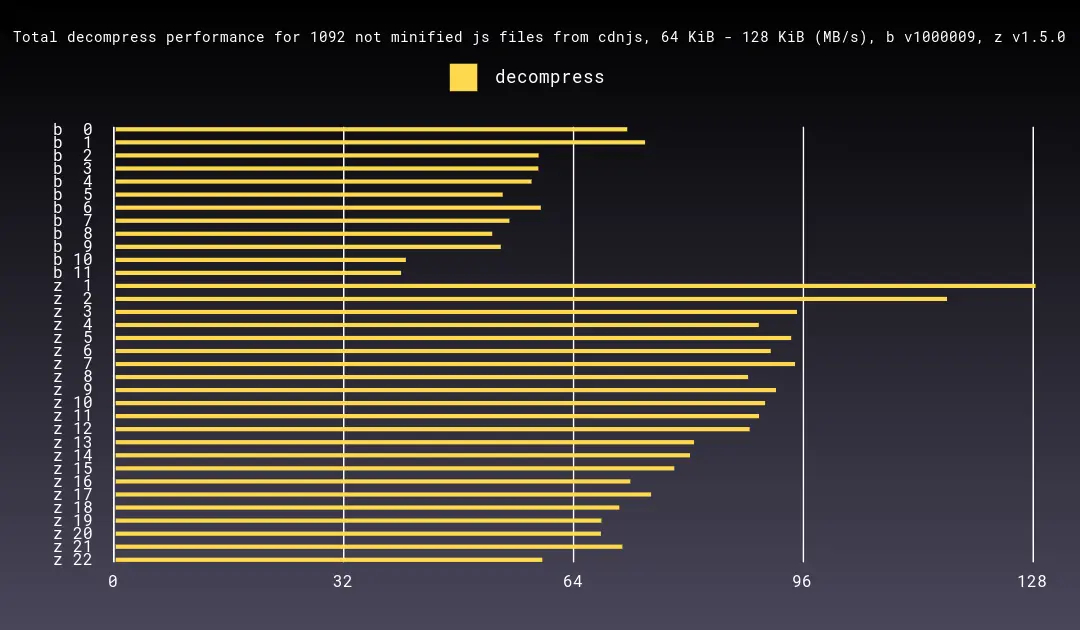 Total decompress performance for 1092 not minified js files from cdnjs, 64 KiB - 128 KiB (MB/s), b v1000009, z v1.5.0
decompress
b 0
b 1
b 2
b 3
b 4
b 5
b 6
b 7
b 8
b 9
b 10
b 11
z 1
z 2
z 3
z 4
z 5
z 6
z 7
z 8
z 9
z 10
z 11
z 12
z 13
z 14
z 15
z 16
z 17
z 18
z 19
z 20
z 21
z 22
0 32 64 96 128